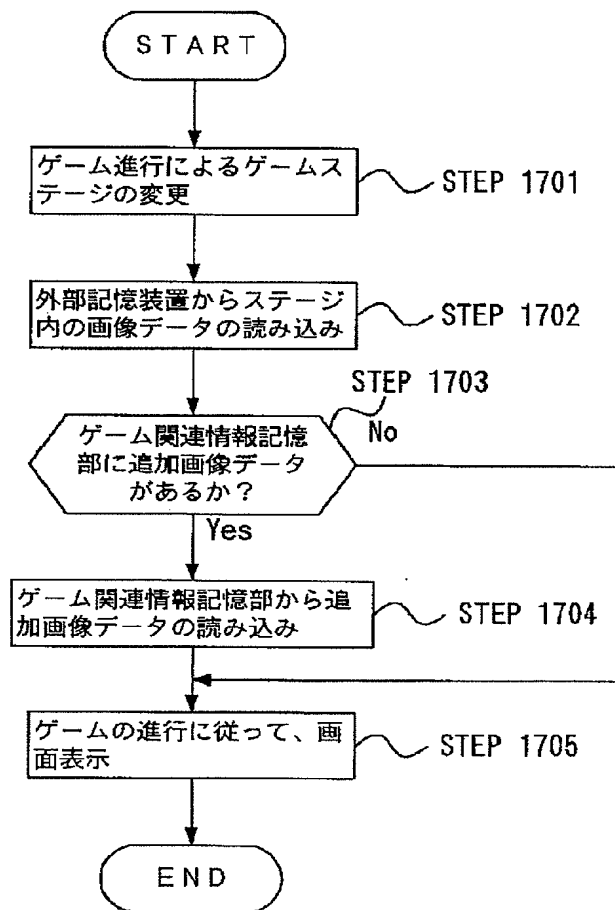 START
ゲーム進行によるゲームス
テージの変更
STEP 1701
外部記憶装置からステージ
内の画像データの読み込み
STEP 1702
STEP 1703
ゲーム関連情報記憶
部に追加画像データ
があるか?
No
Yes
ゲーム関連情報記憶部から追
加画像データの読み込み
STEP 1704
ゲームの進行に従って、画
面表示
STEP 1705
END